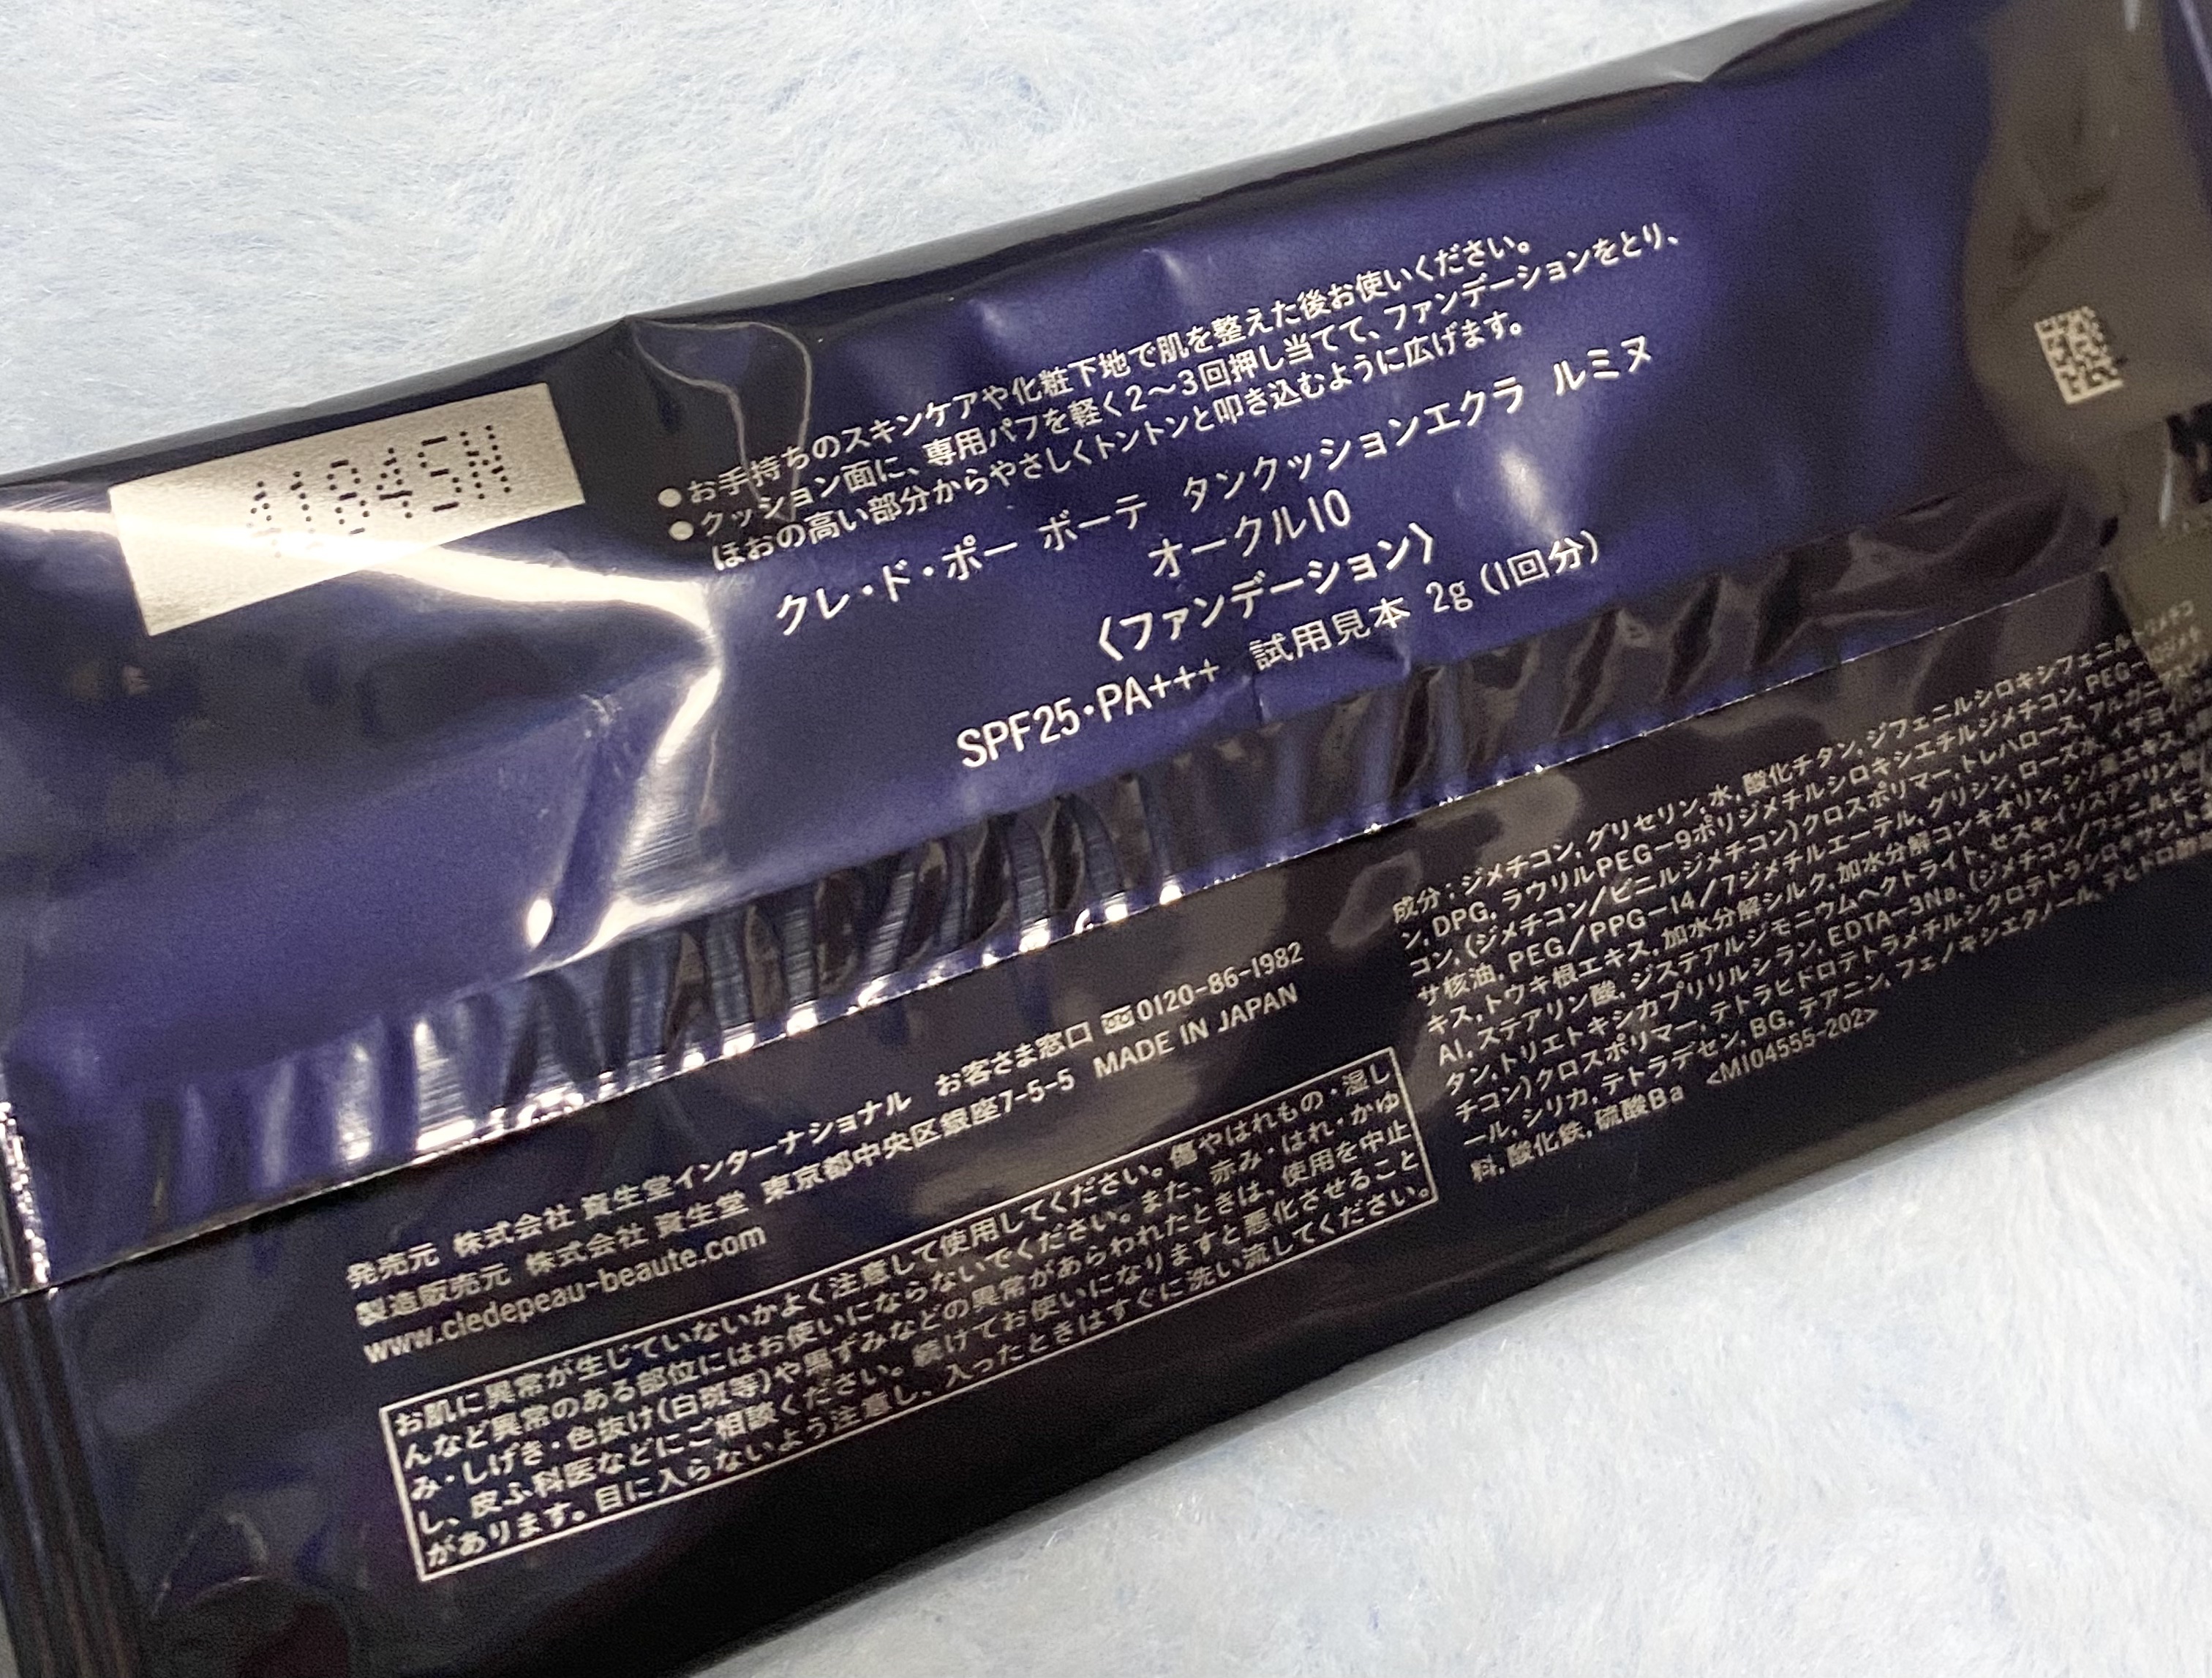 41845N
●お手持ちのスキンケアや化粧下地で肌を整えた後お使いください。
●クッション面に、専用パフを軽く2～3回押し当てて、ファンデーションをとり、
ほおの高い部分からやさしくトントンと叩き込むように広げます。
クレ・ド・ポー ボーテ タンクッションエクラ ルミヌ
オークル10
〈ファンデーション〉
SPF25・PA+++ 試用見本 2g (1回分)
発売元 株式会社 資生堂インターナショナル お客さま窓口 0120-86-1982
製造販売元 株式会社 資生堂 東京都中央区銀座7-5-5 MADE IN JAPAN
www.cledepeau-beaute.com
お肌に異常が生じていないかよく注意して使用してください。傷やはれもの・湿し
んなど異常のある部位にはお使いにならないでください。また、赤み・はれ・かゆ
み・しげき・色抜け(白斑等)や黒ずみなどの異常があらわれたときは、使用を中止
し、皮ふ科医などにご相談ください。続けてお使いになりますと悪化させること
があります。目に入らないよう注意し、入ったときはすぐに洗い流してください。
成分：ジメチコン, グリセリン, 水, 酸化チタン, ジフェニルシロキシフェニルトリメチコ
ン, DPG, ラウリルPEG-9ポリジメチルシロキシエチルジメチコン, PEG-
コン, (ジメチコン/ビニルジメチコン)クロスポリマー, トレハロース, アルガニ
サ核油, PEG/PPG-14/7ジメチルエーテル, グリシン, ローズ水, イザヨイ
キス, トウキ根エキス, 加水分解シルク, 加水分解コンキオリン, シソ葉エキス,
Al, ステアリン酸, ジステアルジモニウムヘクトライト, セスキイソステアリン酸
タン, トリエトキシカプリリルシラン, EDTA-3Na, (ジメチコン/フェニルビ
チコン)クロスポリマー, テトラヒドロテトラメチルシクロテトラシロキサン, ト
ール, シリカ, テトラデセン, BG, テアニン, フェノキシエタノール, デヒドロ酢
料, 酸化鉄, 硫酸Ba <M104555-202>